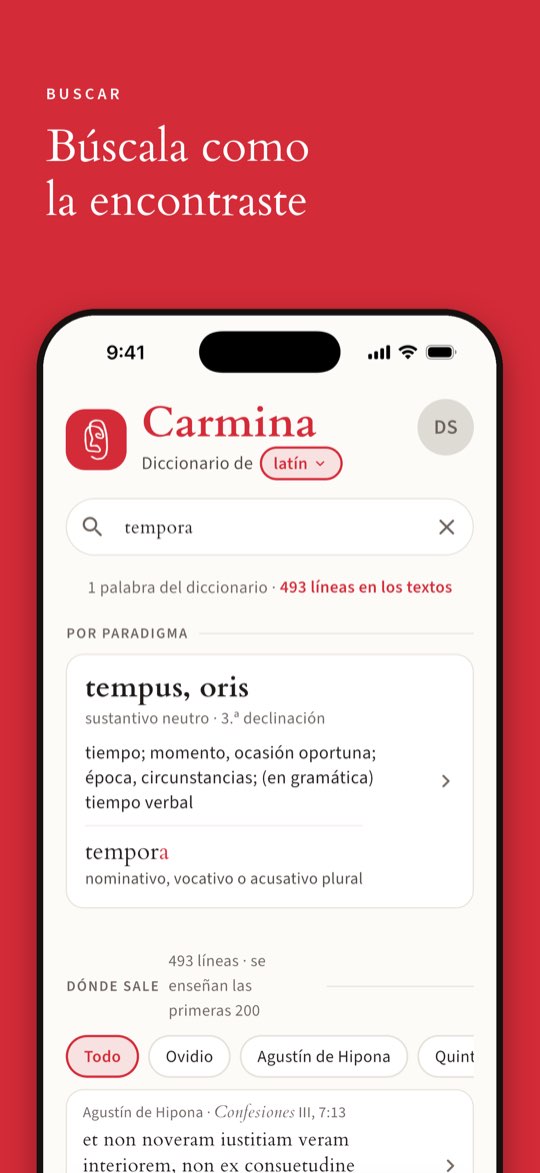 BUSCAR
Búscala como
la encontraste
9:41
Carmina
DS
Diccionario de latín
tempora
1 palabra del diccionario · 493 líneas en los textos
POR PARADIGMA
tempus, oris
sustantivo neutro · 3.ª declinación
tiempo; momento, ocasión oportuna;
época, circunstancias; (en gramática)
tiempo verbal
tempora
nominativo, vocativo o acusativo plural
DÓNDE SALE
493 líneas · se
enseñan las
primeras 200
Todo
Ovidio
Agustín de Hipona
Quint
Agustín de Hipona · Confesiones III, 7:13
et non noveram iustitiam veram
interiorem, non ex consuetudine